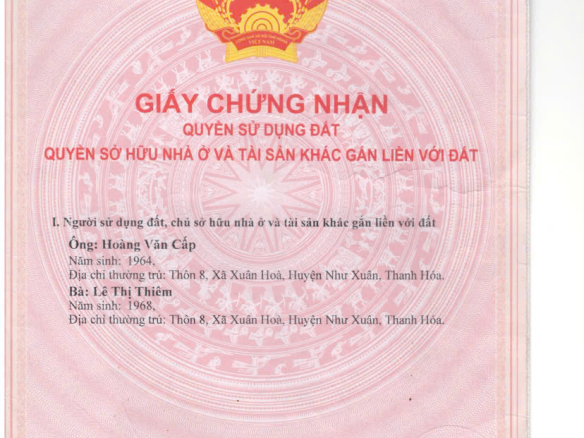 VIỆT NAM
GIẤY CHỨNG NHẬN
QUYỀN SỬ DỤNG ĐẤT
QUYỀN SỞ HỮU NHÀ Ở VÀ TÀI SẢN KHÁC GẮN LIỀN VỚI ĐẤT
I. Người sử dụng đất, chủ sở hữu nhà ở và tài sản khác gắn liền với đất
Ông: Hoàng Văn Cấp
Năm sinh: 1964,
Địa chỉ thường trú: Thôn 8, Xã Xuân Hoà, Huyện Như Xuân, Thanh Hóa.
Bà: Lê Thị Thiêm
Năm sinh: 1968,
Địa chỉ thường trú: Thôn 8, Xã Xuân Hoà, Huyện Như Xuân, Thanh Hóa.